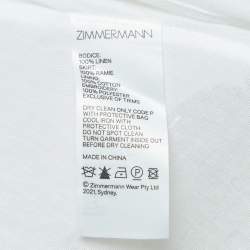 ZIMMERMANN
BODICE:
100% LINEN
SKIRT:
100% RAMIE
LINING:
100% COTTON
EMBROIDERY:
100% POLYESTER
EXCLUSIVE OF TRIMS
DRY CLEAN ONLY CODE P
WITH PROTECTIVE BAG
COOL IRON WITH
PROTECTIVE CLOTH
DO NOT SPOT CLEAN
TURN GARMENT INSIDE OUT
BEFORE DRY CLEANING
MADE IN CHINA
© Zimmermann Wear Pty Ltd
2021, Sydney.